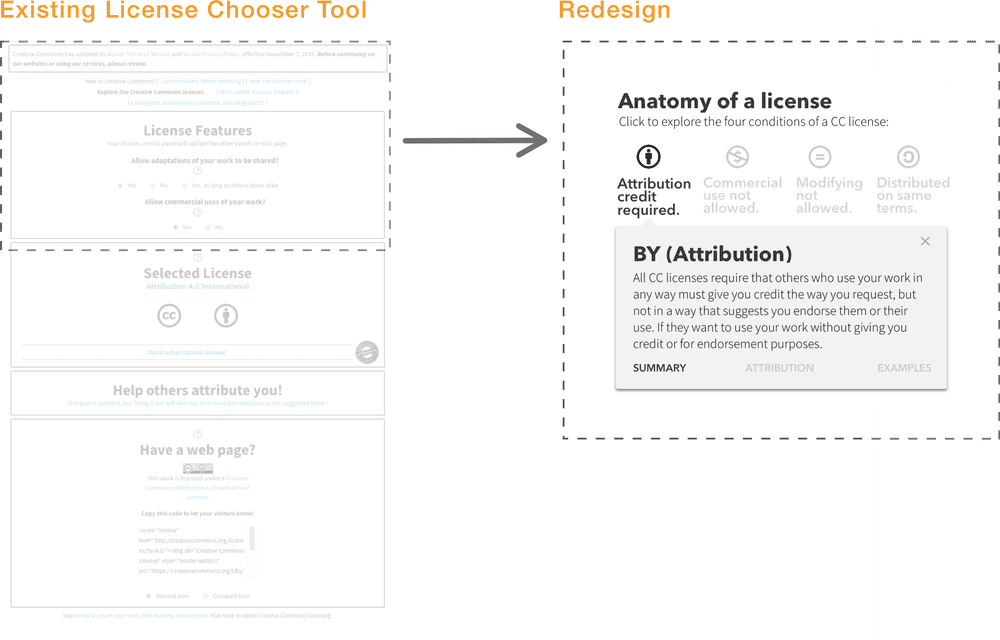 Existing License Chooser Tool
Creative Commons has updated its Master Terms of Service and Master Privacy Policy, effective November 7, 2017. Before continuing on
our websites or using our services, please review.
New to Creative Commons? [ Considerations before licensing ] [ How the licenses work ]
Explore the Creative Commons licenses. [ Want public domain instead? ]
[ Looking for earlier license versions, including ports? ]
License Features
Your choices on this panel will update the other panels on this page.
Allow adaptations of your work to be shared?
?
Yes No Yes, as long as others share alike
Allow commercial uses of your work?
?
Yes No
?
Selected License
Attribution 4.0 International
cc
This is a Free Culture License!
Help others attribute you!
This part is optional, but filling it out will add machine-readable metadata to the suggested HTML!
?
Have a web page?
This work is licensed under a Creative
Commons Attribution 4.0 International
License.
Copy this code to let your visitors know!
<a rel="license"
href="http://creativecommons.org/licens
es/by/4.0/"><img alt="Creative Commons
License" style="border-width:0"
src="https://i.creativecommons.org/l/by/
Normal Icon Compact Icon
Learn how to share your work with existing communities that have enabled Creative Commons licensing.
Redesign
Anatomy of a license
Click to explore the four conditions of a CC license:
Attribution
credit
required.
Commercial
use not
allowed.
Modifying
not
allowed.
Distributed
on same
terms.
BY (Attribution)
All CC licenses require that others who use your work in
any way must give you credit the way you request, but
not in a way that suggests you endorse them or their
use. If they want to use your work without giving you
credit or for endorsement purposes.
SUMMARY ATTRIBUTION EXAMPLES